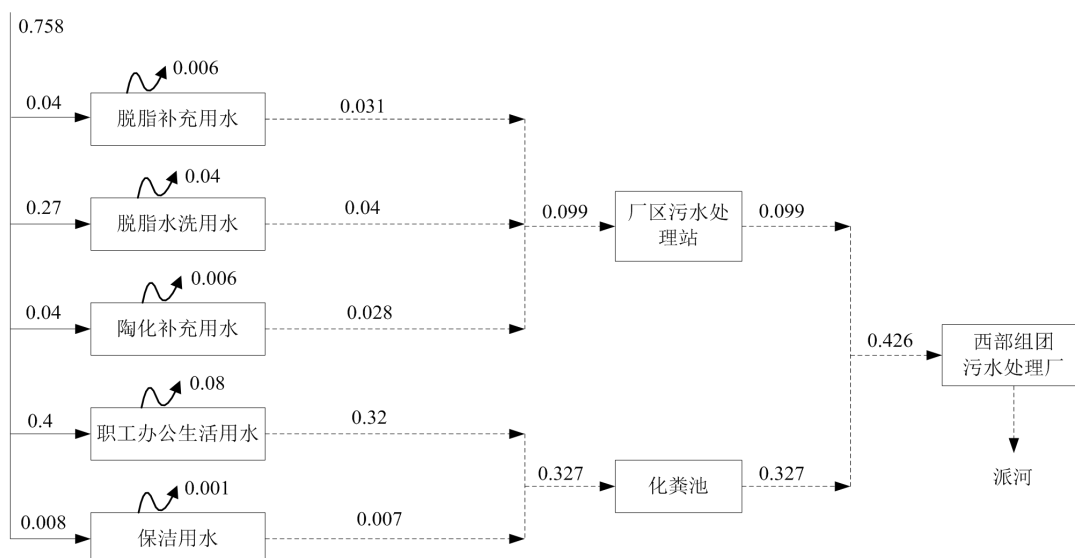 0.758
0.006
0.04
脱脂补充用水
0.031
0.04
0.27
脱脂水洗用水
0.04
0.099
厂区污水处
理站
0.099
0.006
0.04
陶化补充用水
0.028
0.426
西部组团
污水处理厂
0.08
0.4
职工办公生活用水
0.32
0.327
化粪池
0.327
派河
0.001
0.008
保洁用水
0.007